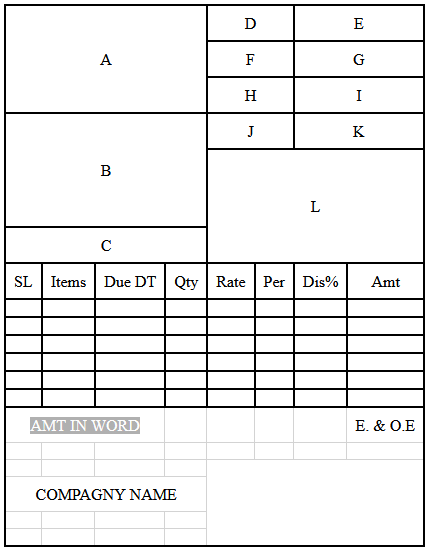 D E
A F G
H I
J K
B
L
C
SL Items Due DT Qty Rate Per Dis% Amt
AMT IN WORD E. & O.E
COMPAGNY NAME